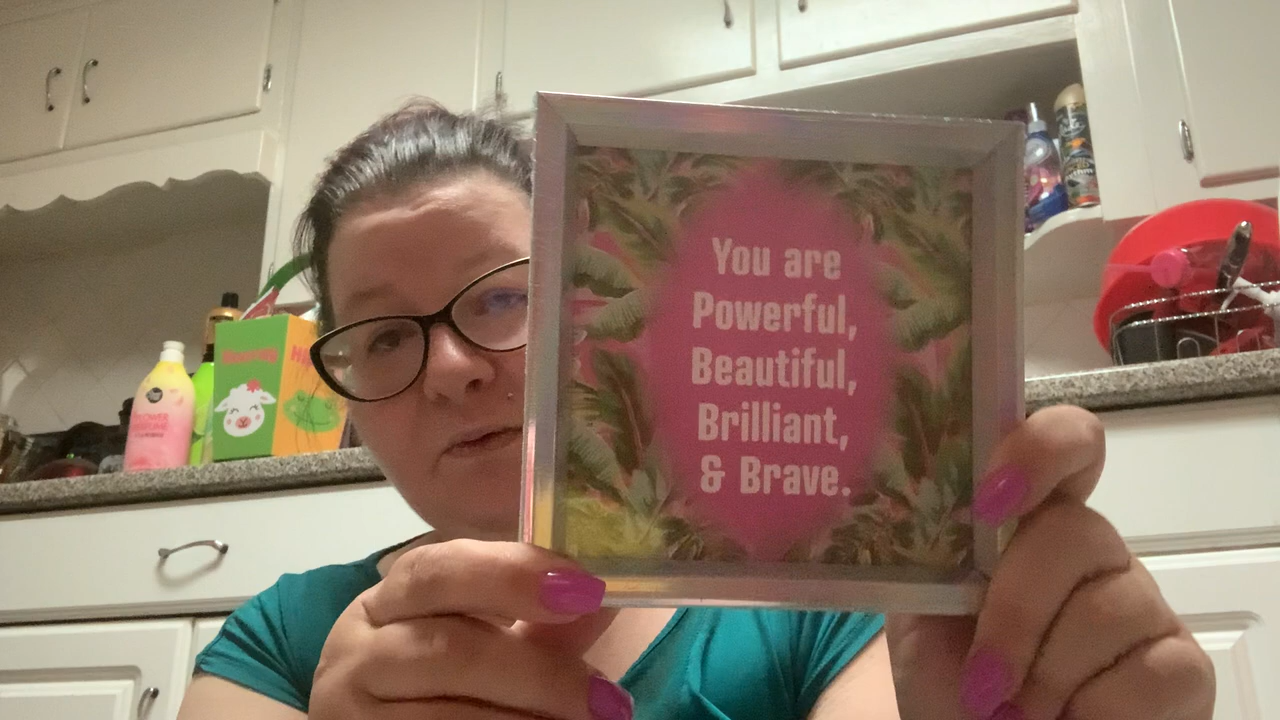 You are
Powerful,
Beautiful,
Brilliant,
& Brave.